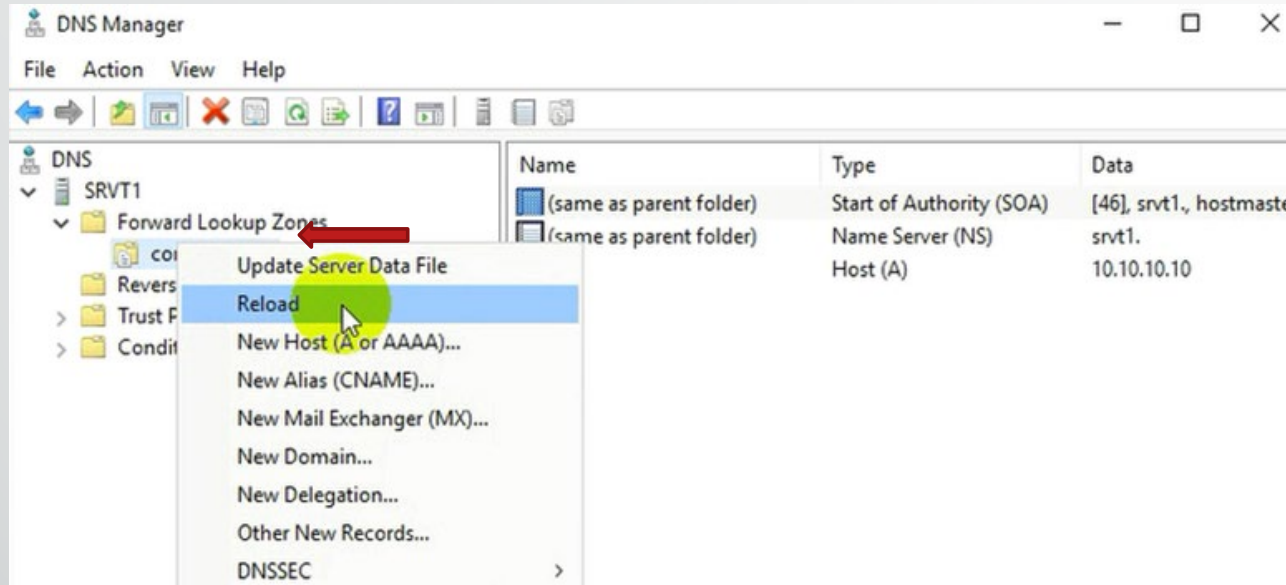 DNS Manager
File Action View Help
DNS
SRVT1
Forward Lookup Zones
Update Server Data File
Reload
New Host (A or AAAA)...
New Alias (CNAME)...
New Mail Exchanger (MX)...
New Domain...
New Delegation...
Other New Records...
DNSSEC
Name Type Data
(same as parent folder) Start of Authority (SOA) [46], srvt1., hostmaste
(same as parent folder) Name Server (NS) srvt1.
Host (A) 10.10.10.10